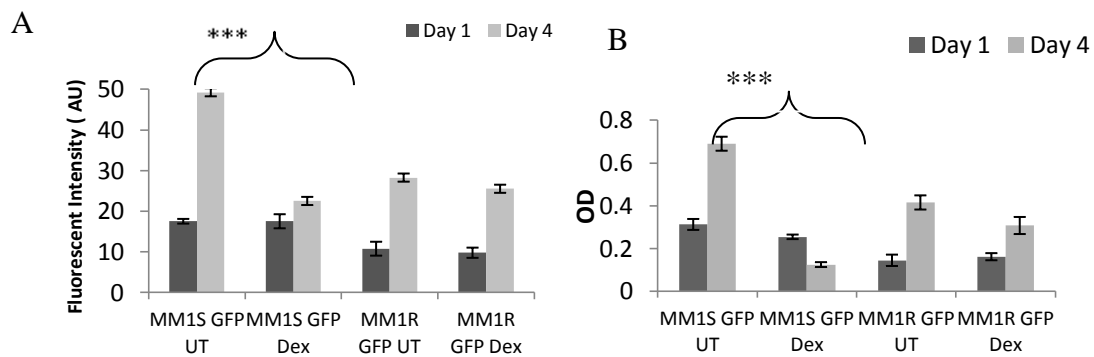 A
***
Day 1 Day 4
Fluorescent Intensity ( AU)
50
40
30
20
10
0
MM1S GFP MM1S GFP MM1R MM1R
UT Dex GFP UT GFP Dex
B
Day 1 Day 4
***
OD
0.8
0.6
0.4
0.2
0
MM1S GFP MM1S GFP MM1R GFP MM1R GFP
UT Dex UT Dex